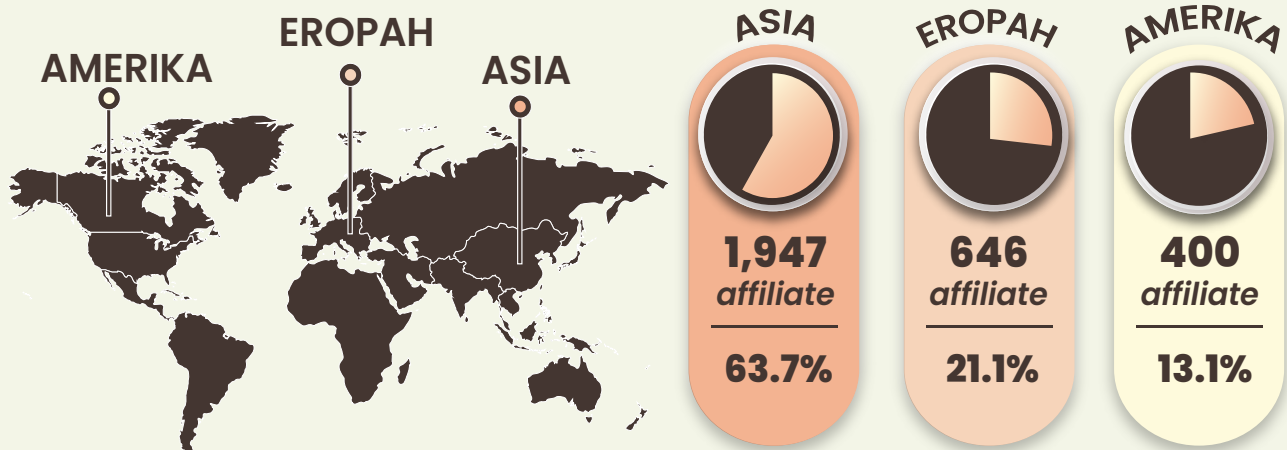 AMERIKA
EROPAH
ASIA
ASIA
1,947
affiliate
63.7%
EROPAH
646
affiliate
21.1%
AMERIKA
400
affiliate
13.1%